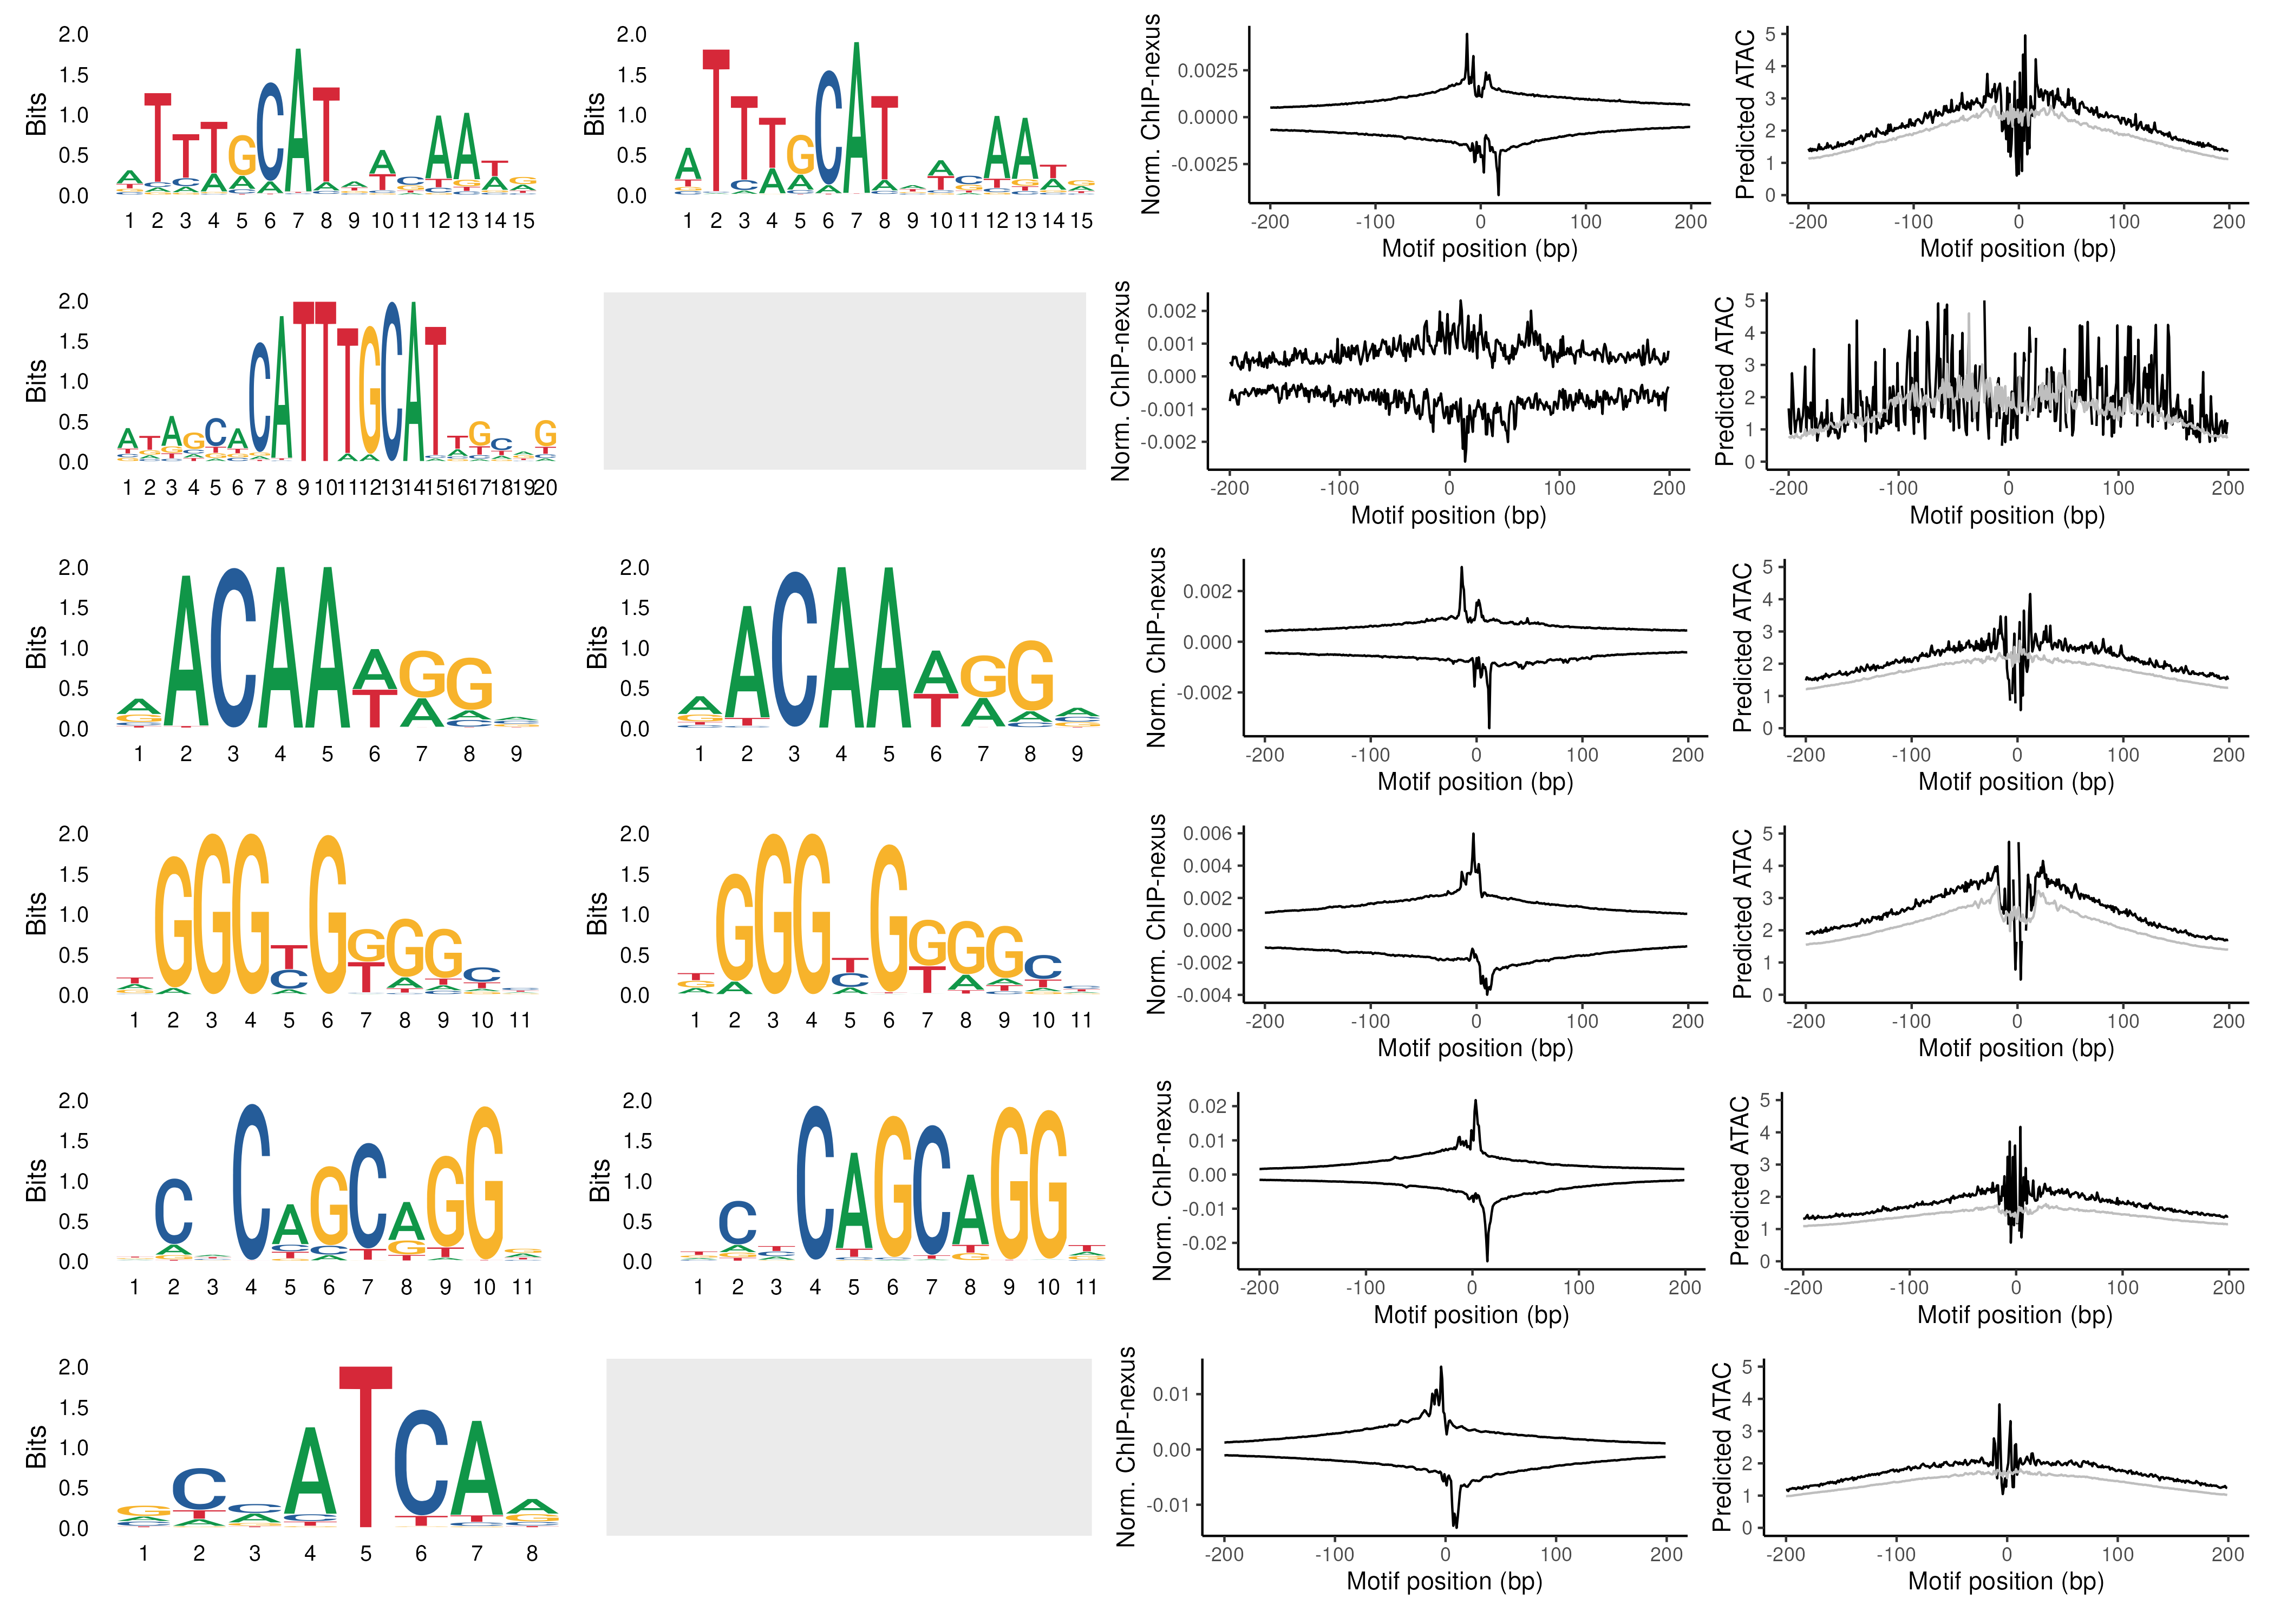 2.0 2.0 5
1.5 1.5 0.0025 4
Bits 1.0 Bits 1.0 Norm. ChIP-nexus 0.0000 Predicted ATAC 3
0.5 0.5 -0.0025 2
0.0 0.0 1
0
1 2 3 4 5 6 7 8 9 10 11 12 13 14 15 1 2 3 4 5 6 7 8 9 10 11 12 13 14 15 -200 -100 0 100 200 -200 -100 0 100 200
Motif position (bp) Motif position (bp)
2.0 0.002 5
1.5 0.001 4
Bits 1.0 Norm. ChIP-nexus 0.000 Predicted ATAC 3
0.5 -0.001 2
0.0 -0.002 1
0
1 2 3 4 5 6 7 8 9 10 11 12 13 14 15 16 17 18 19 20 -200 -100 0 100 200 -200 -100 0 100 200
Motif position (bp) Motif position (bp)
2.0 2.0 5
1.5 1.5 0.002 4
Bits 1.0 Bits 1.0 Norm. ChIP-nexus 0.000 Predicted ATAC 3
0.5 0.5 -0.002 2
0.0 0.0 1
0
1 2 3 4 5 6 7 8 9 1 2 3 4 5 6 7 8 9 -200 -100 0 100 200 -200 -100 0 100 200
Motif position (bp) Motif position (bp)
2.0 2.0 0.006 5
1.5 1.5 0.004 4
Bits 1.0 Bits 1.0 Norm. ChIP-nexus 0.002 Predicted ATAC 3
0.5 0.5 0.000 2
0.0 0.0 -0.002 1
-0.004 0
1 2 3 4 5 6 7 8 9 10 11 1 2 3 4 5 6 7 8 9 10 11 -200 -100 0 100 200 -200 -100 0 100 200
Motif position (bp) Motif position (bp)
2.0 2.0 0.02 5
1.5 1.5 0.01 4
Bits 1.0 Bits 1.0 Norm. ChIP-nexus 0.00 Predicted ATAC 3
0.5 0.5 -0.01 2
0.0 0.0 -0.02 1
0
1 2 3 4 5 6 7 8 9 10 11 1 2 3 4 5 6 7 8 9 10 11 -200 -100 0 100 200 -200 -100 0 100 200
Motif position (bp) Motif position (bp)
2.0 5
1.5 0.01 4
Bits 1.0 Norm. ChIP-nexus 0.00 Predicted ATAC 3
0.5 -0.01 2
0.0 1
0
1 2 3 4 5 6 7 8 -200 -100 0 100 200 -200 -100 0 100 200
Motif position (bp) Motif position (bp)